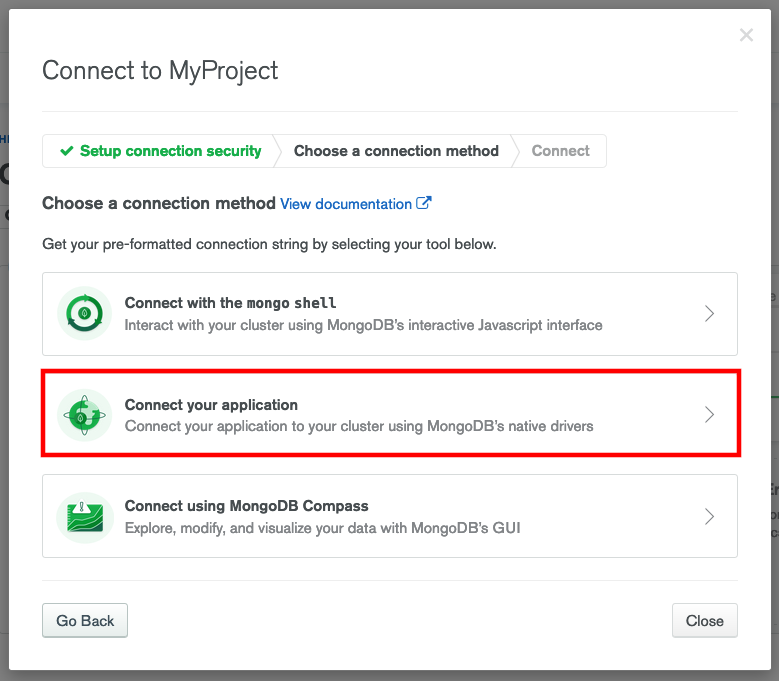 Connect to MyProject
Setup connection security Choose a connection method Connect
Choose a connection method View documentation
Get your pre-formatted connection string by selecting your tool below.
Connect with the mongo shell
Interact with your cluster using MongoDB's interactive Javascript interface
Connect your application
Connect your application to your cluster using MongoDB's native drivers
Connect using MongoDB Compass
Explore, modify, and visualize your data with MongoDB's GUI
Go Back Close